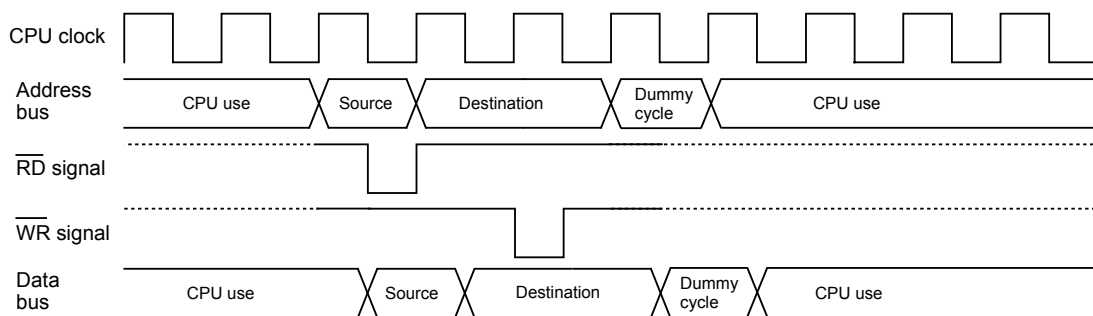 CPU clock
Address
bus
CPU use
Source
Destination
Dummy
cycle
CPU use
RD signal
WR signal
Data
bus
CPU use
Source
Destination
Dummy
cycle
CPU use